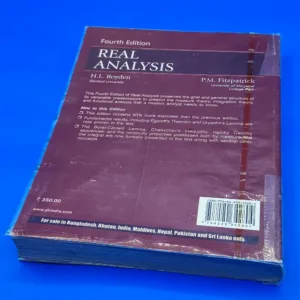 Fourth Edition
REAL
ANALYSIS
H.L. Royden
P.M. Fitzpatrick
Stanford University
University of Maryland
College Park
This Fourth Edition of Real Analysis preserves the goal and general structure of
its venerable predecessors—to present the measure theory, integration theory,
and functional analysis that a modern analyst needs to know.
New to this Edition
This edition contains 50% more exercises than the previous edition.
Fundamental results, including Egoroff's Theorem and Urysohn's Lemma are
now proven in the text.
The Borel-Cantelli Lemma, Chebychev's Inequality, rapidly Cauchy
sequences, and the continuity properties possessed both by measure and
the integral are now formally presented in the text along with several other
concepts.
350.00
For sale in Bangladesh, Bhutan, India, Maldives, Nepal, Pakistan and Sri Lanka only.